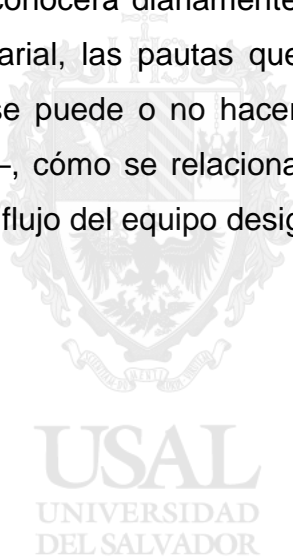 conocerá diariamente
arial, las pautas que
se puede o no hacer
–, cómo se relaciona
flujo del equipo desig
USAL
UNIVERSIDAD
DEL SALVADOR